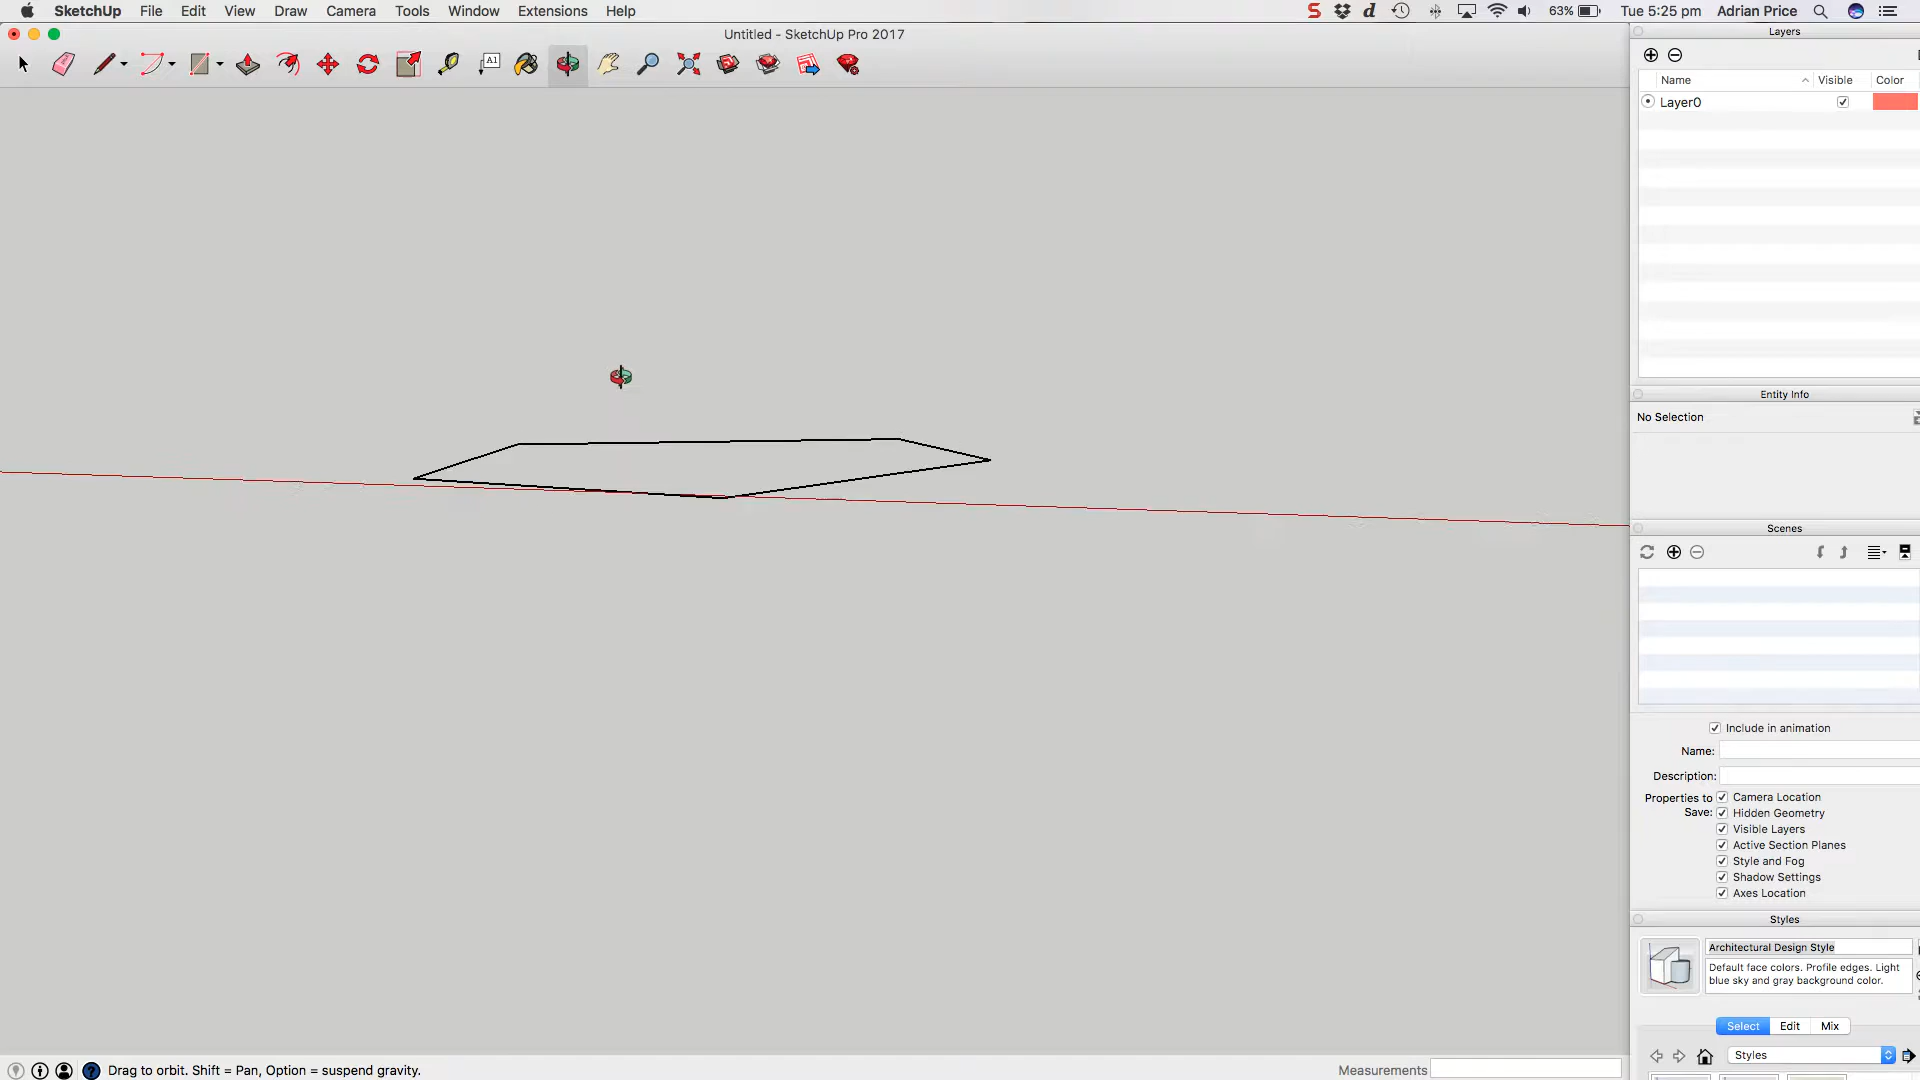 SketchUp File Edit View Draw Camera Tools Window Extensions Help
63% Tue 5:25 pm Adrian Price
Untitled - SketchUp Pro 2017
A1
Layers
Name Visible Color
Layer0
Entity Info
No Selection
Scenes
Include in animation
Name:
Description:
Properties to Save:
Camera Location
Hidden Geometry
Visible Layers
Active Section Planes
Style and Fog
Shadow Settings
Axes Location
Styles
Architectural Design Style
Default face colors. Profile edges. Light
blue sky and gray background color.
Select Edit Mix
Styles
Drag to orbit. Shift = Pan, Option = suspend gravity.
Measurements